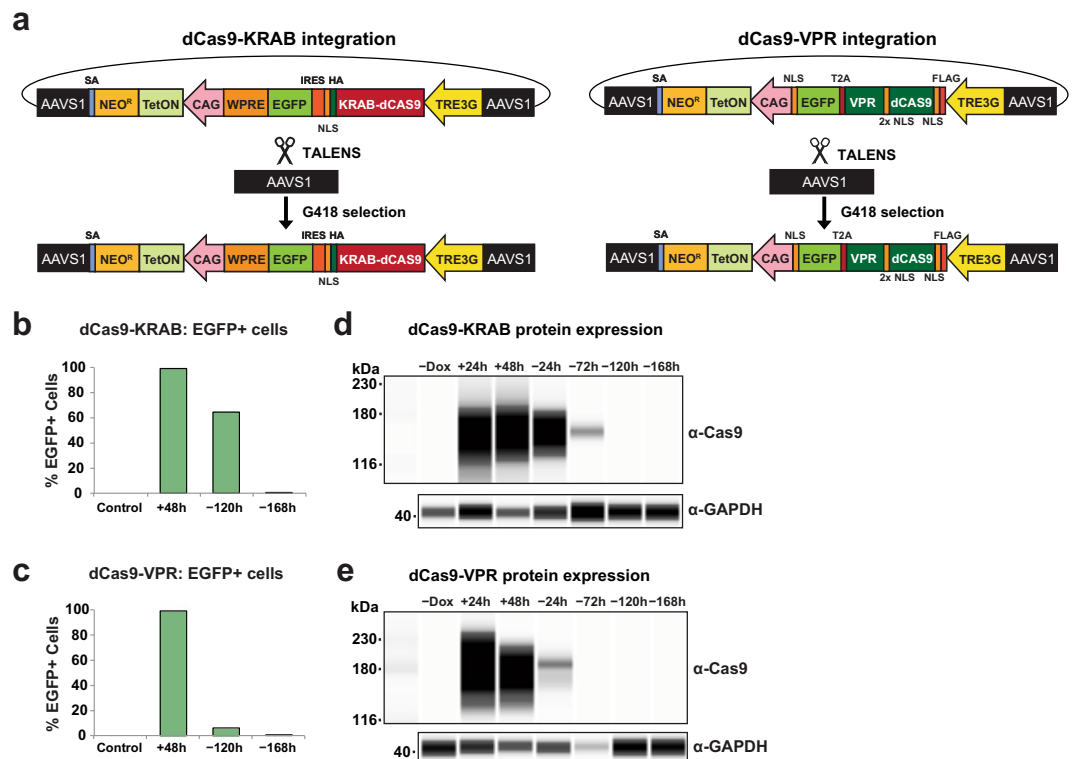 a
dCas9-KRAB integration
SA IRES HA
AAVS1 NEOR TetON CAG WPRE EGFP KRAB-dCAS9 TRE3G AAVS1
NLS
TALENS
AAVS1
G418 selection
SA IRES HA
AAVS1 NEOR TetON CAG WPRE EGFP KRAB-dCAS9 TRE3G AAVS1
NLS
dCas9-VPR integration
SA NLS T2A FLAG
AAVS1 NEOR TetON CAG EGFP VPR dCAS9 TRE3G AAVS1
2x NLS NLS
TALENS
AAVS1
G418 selection
SA NLS T2A FLAG
AAVS1 NEOR TetON CAG EGFP VPR dCAS9 TRE3G AAVS1
2x NLS NLS
b
dCas9-KRAB: EGFP+ cells
% EGFP+ Cells
100
80
60
40
20
0
Control +48h −120h −168h
d
dCas9-KRAB protein expression
kDa −Dox +24h +48h −24h −72h −120h −168h
230
180
116
α-Cas9
40
α-GAPDH
c
dCas9-VPR: EGFP+ cells
% EGFP+ Cells
100
80
60
40
20
0
Control +48h −120h −168h
e
dCas9-VPR protein expression
kDa −Dox +24h +48h −24h −72h −120h −168h
230
180
116
α-Cas9
40
α-GAPDH